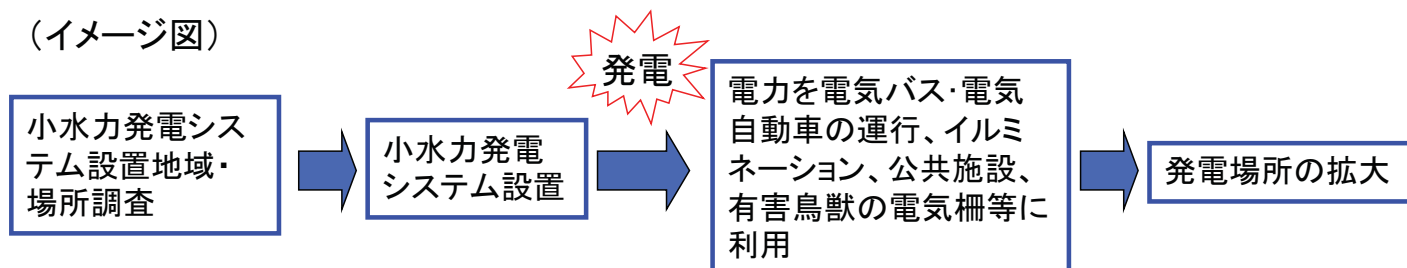 （イメージ図）
小水力発電シス
テム設置地域・
場所調査
小水力発電
システム設置
発電
電力を電気バス・電気
自動車の運行、イルミ
ネーション、公共施設、
有害鳥獣の電気柵等に
利用
発電場所の拡大